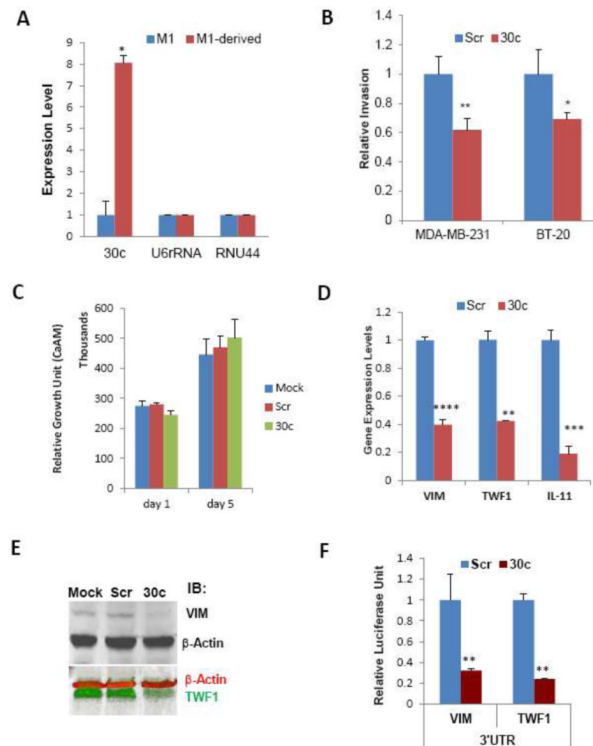 A
M1 M1-derived
Expression Level
9
8
7
6
5
4
3
2
1
0
*
30c U6rRNA RNU44
B
Scr 30c
Relative Invasion
1.4
1.2
1
0.8
0.6
0.4
0.2
0
**
*
MDA-MB-231 BT-20
C
Relative Growth Unit (CaAM)
Thousands
600
500
400
300
200
100
0
Mock
Scr
30c
day 1 day 5
D
Scr 30c
Gene Expression Levels
1.2
1
0.8
0.6
0.4
0.2
0
****
**
***
VIM TWF1 IL-11
E
Mock Scr 30c IB:
VIM
β-Actin
β-Actin
TWF1
F
Scr 30c
Relative Luciferase Unit
1.4
1.2
1
0.8
0.6
0.4
0.2
0
**
**
VIM TWF1
3'UTR